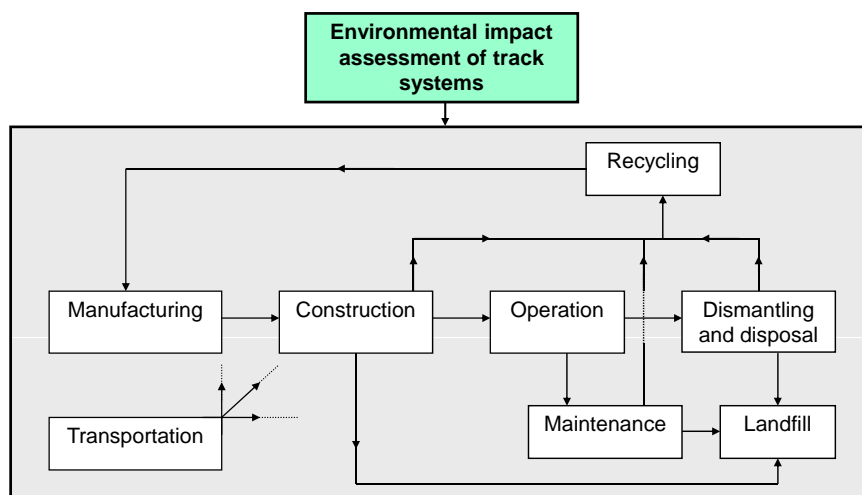 Environmental impact
assessment of track
systems
Recycling
Manufacturing
Construction
Operation
Dismantling
and disposal
Transportation
Maintenance
Landfill